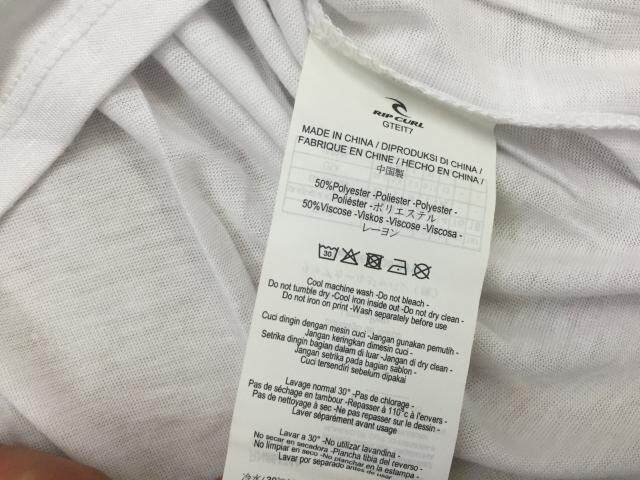 RIP CURL
GTEIT7
MADE IN CHINA / DIPRODUKSI DI CHINA /
FABRIQUE EN CHINE / HECHO EN CHINA /
中国製
50%Polyester -Poliester -Polyester -
Poliéster -ポリエステル
50%Viscose -Viskos -Viscose -Viscosa -
レーヨン
30
Cool machine wash -Do not bleach -
Do not tumble dry -Cool iron inside out -Do not dry clean -
Do not iron on print -Wash separately before use
Cuci dingin dengan mesin cuci -Jangan gunakan pemutih -
Jangan keringkan dimesin cuci -
Setrika dingin bagian dalam di luar -Jangan di dry clean -
Jangan setrika pada bagian sablon -
Cuci tersendiri sebelum dipakai
Lavage normal 30° -Pas de chlorage -
Pas de séchage en tambour -Repasser à 110°c à l'envers -
Pas de nettoyage à sec -Ne pas repasser sur le dessin -
Laver séparément avant usage
Lavar a 30° -No utilizar lavandina -
No secar en secadora -Plancha tibia del reverso -
No limpiar en seco -No planchar en la estampa -
Lavar por separado antes de usar